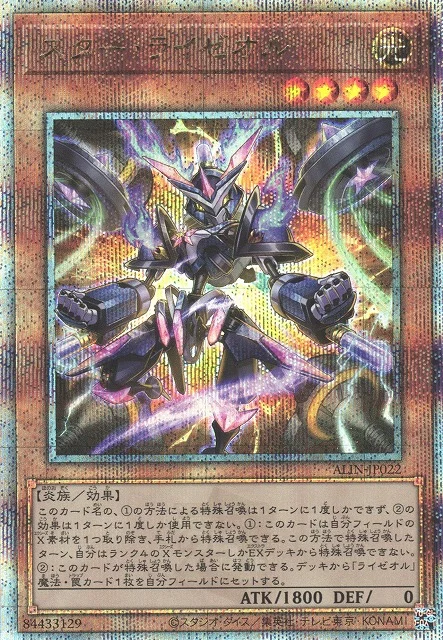 スター ライゼオル
光
ALIN-JP022
【炎族/効果】
このカード名の、①の方法による特殊召喚は1ターンに1度しかできず、②の
効果は1ターンに1度しか使用できない。①:このカードは自分フィールドの
X素材を1つ取り除き、手札から特殊召喚できる。この方法で特殊召喚した
ターン、自分はランク4のXモンスターしかEXデッキから特殊召喚できない。
②:このカードが特殊召喚した場合に発動できる。デッキから「ライゼオル」
魔法・罠カード1枚を自分フィールドにセットする。
ATK/1800 DEF/ 0
84433129
©スタジオ・ダイス/集英社・テレビ東京・KONAMI